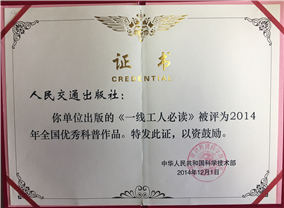 证书
CREDENTIAL
人民交通出版社：
你单位出版的《一线工人必读》被评为2014
年全国优秀科普作品。特发此证，以资鼓励。
中华人民共和国科学技术部
2014年12月1日